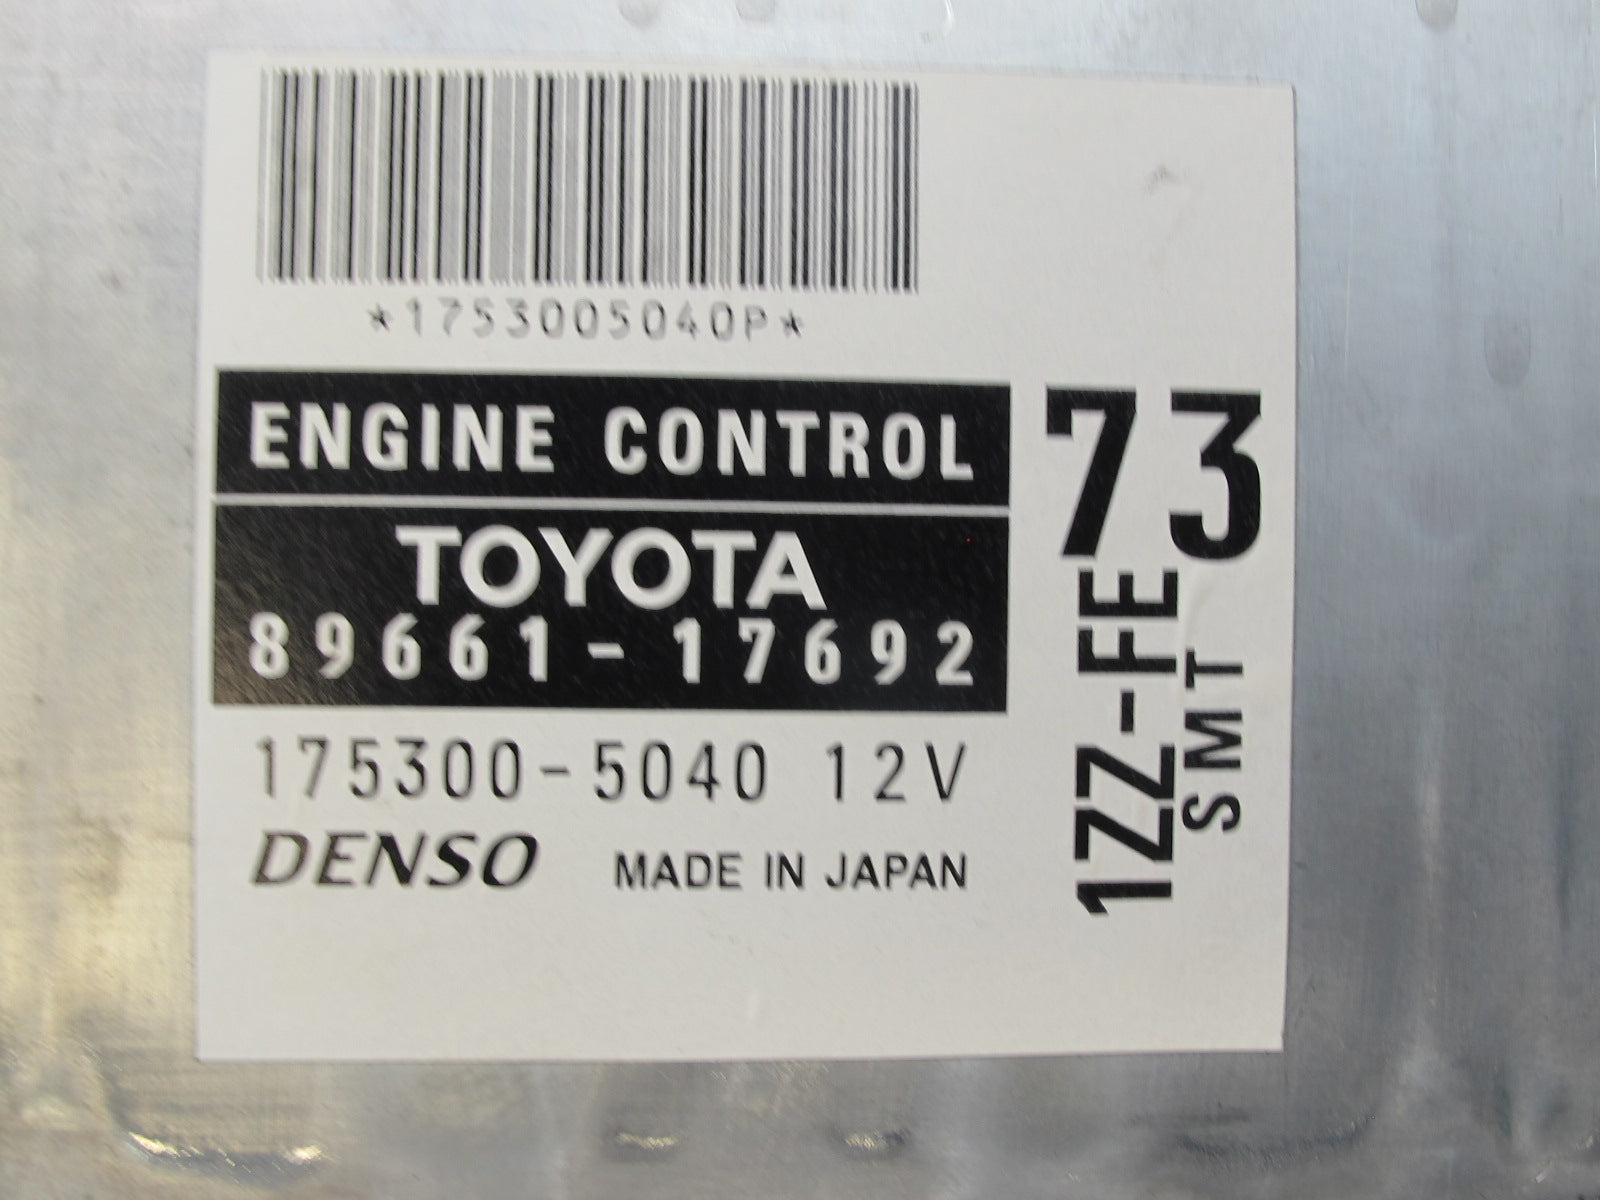 *1753005040P*
ENGINE CONTROL
TOYOTA
89661-17692
175300-5040 12V
DENSO MADE IN JAPAN
73
1ZZ-FE
SMT